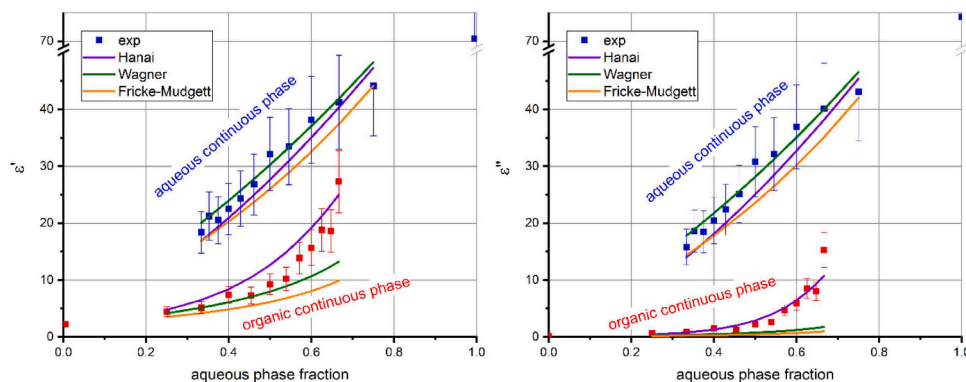 70
40
30
20
10
0
ε'
exp
Hanai
Wagner
Fricke-Mudgett
aqueous continuous phase
organic continuous phase
0.0 0.2 0.4 0.6 0.8 1.0
aqueous phase fraction
70
40
30
20
10
0
ε''
exp
Hanai
Wagner
Fricke-Mudgett
aqueous continuous phase
organic continuous phase
0.0 0.2 0.4 0.6 0.8 1.0
aqueous phase fraction